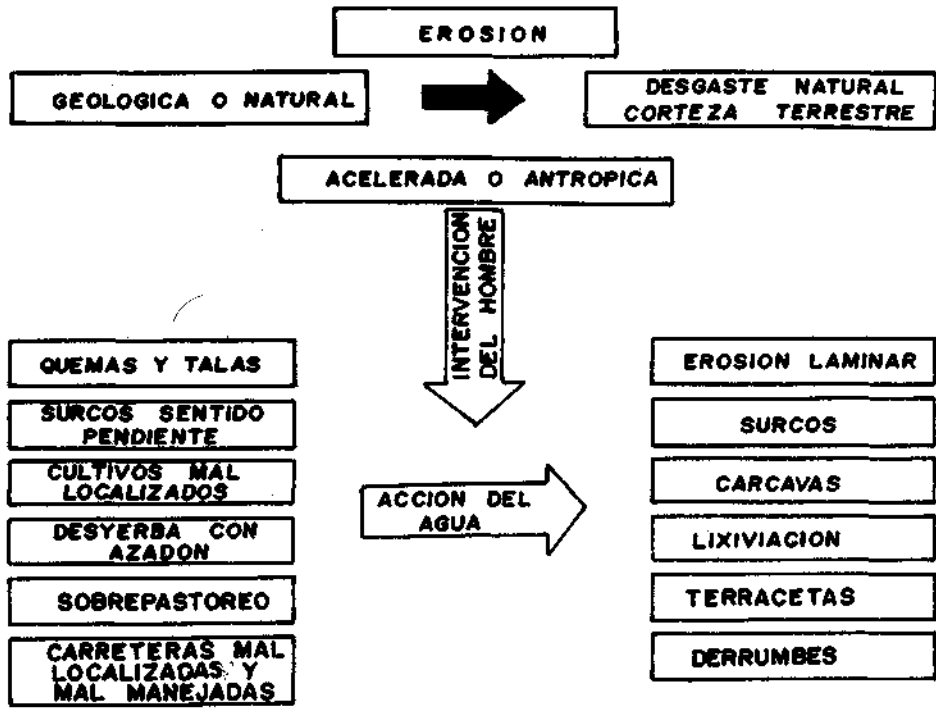 EROSION
GEOLOGICA O NATURAL
DESGASTE NATURAL
CORTEZA TERRESTRE
ACELERADA O ANTROPICA
INTERVENCION
DEL HOMBRE
QUEMAS Y TALAS
SURCOS SENTIDO
PENDIENTE
CULTIVOS MAL
LOCALIZADOS
DESYERBA CON
AZADON
SOBREPASTOREO
CARRETERAS MAL
LOCALIZADAS Y
MAL MANEJADAS
ACCION DEL
AGUA
EROSION LAMINAR
SURCOS
CARCAVAS
LIXIVIACION
TERRACETAS
DERRUMBES